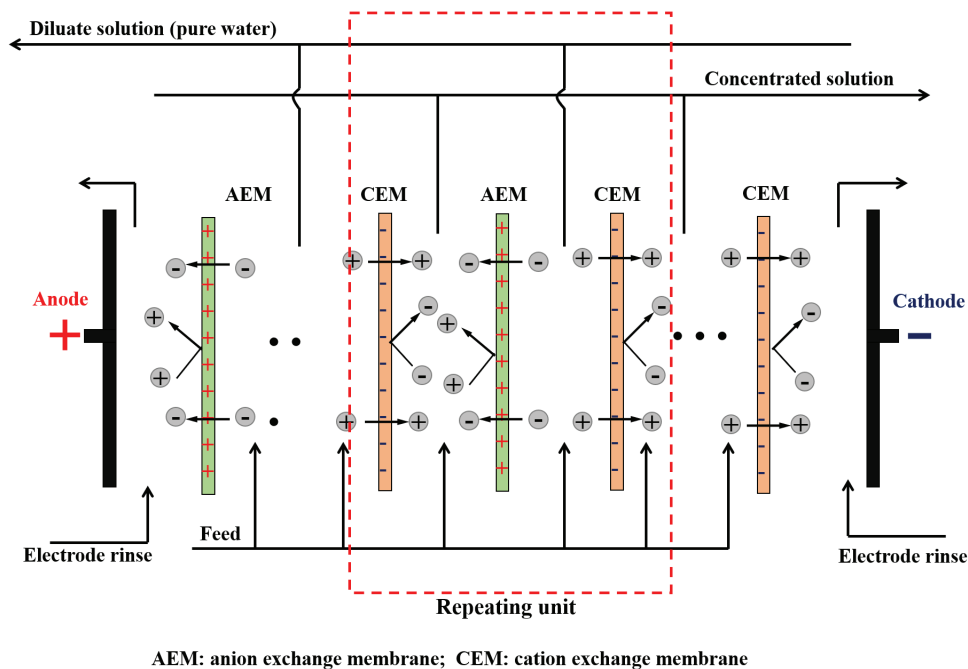 Diluate solution (pure water)
Concentrated solution
AEM
CEM
AEM
CEM
CEM
Anode
Cathode
Feed
Electrode rinse
Electrode rinse
Repeating unit
AEM: anion exchange membrane; CEM: cation exchange membrane